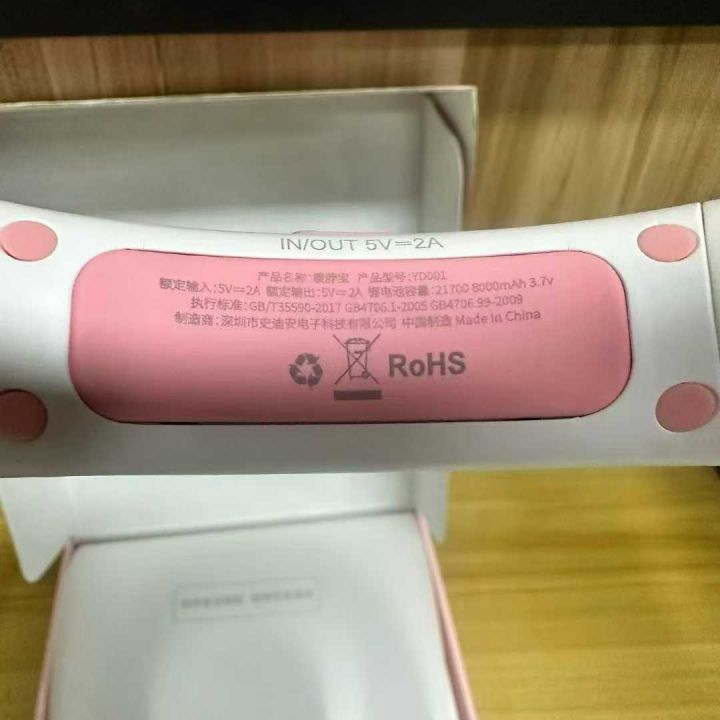 IN/OUT 5V⎓2A
产品名称:暖脖宝 产品型号:YD001
额定输入:5V⎓2A 额定输出:5V⎓2A 锂电池容量:21700 8000mAh 3.7v
执行标准:GB/T35590-2017 GB4706.1-2005 GB4706.99-2009
制造商:深圳市史迪安电子科技有限公司 中国制造 Made in China
RoHS